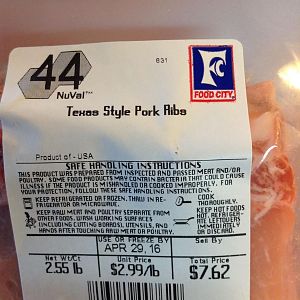 44
NuVal™
631
FC
FOOD CITY
Texas Style Pork Ribs
Product of - USA
SAFE HANDLING INSTRUCTIONS
THIS PRODUCT WAS PREPARED FROM INSPECTED AND PASSED MEAT AND/OR
POULTRY. SOME FOOD PRODUCTS MAY CONTAIN BACTERIA THAT COULD CAUSE
ILLNESS IF THE PRODUCT IS MISHANDLED OR COOKED IMPROPERLY. FOR
YOUR PROTECTION, FOLLOW THESE SAFE HANDLING INSTRUCTIONS.
KEEP REFRIGERATED OR FROZEN. THAW IN RE-
FRIGERATOR OR MICROWAVE.
COOK
THOROUGHLY.
KEEP RAW MEAT AND POULTRY SEPARATE FROM
OTHER FOODS. WASH WORKING SURFACES
(INCLUDING CUTTING BOARDS), UTENSILS, AND
HANDS AFTER TOUCHING RAW MEAT OR POULTRY.
KEEP HOT FOODS
HOT. REFRIGER-
ATE LEFTOVERS
IMMEDIATELY
OR DISCARD.
USE OR FREEZE BY
APR 29, 16
Sell By
Net Wt/Ct
2.55 lb
Unit Price
$2.99/lb
Total Price
$7.62